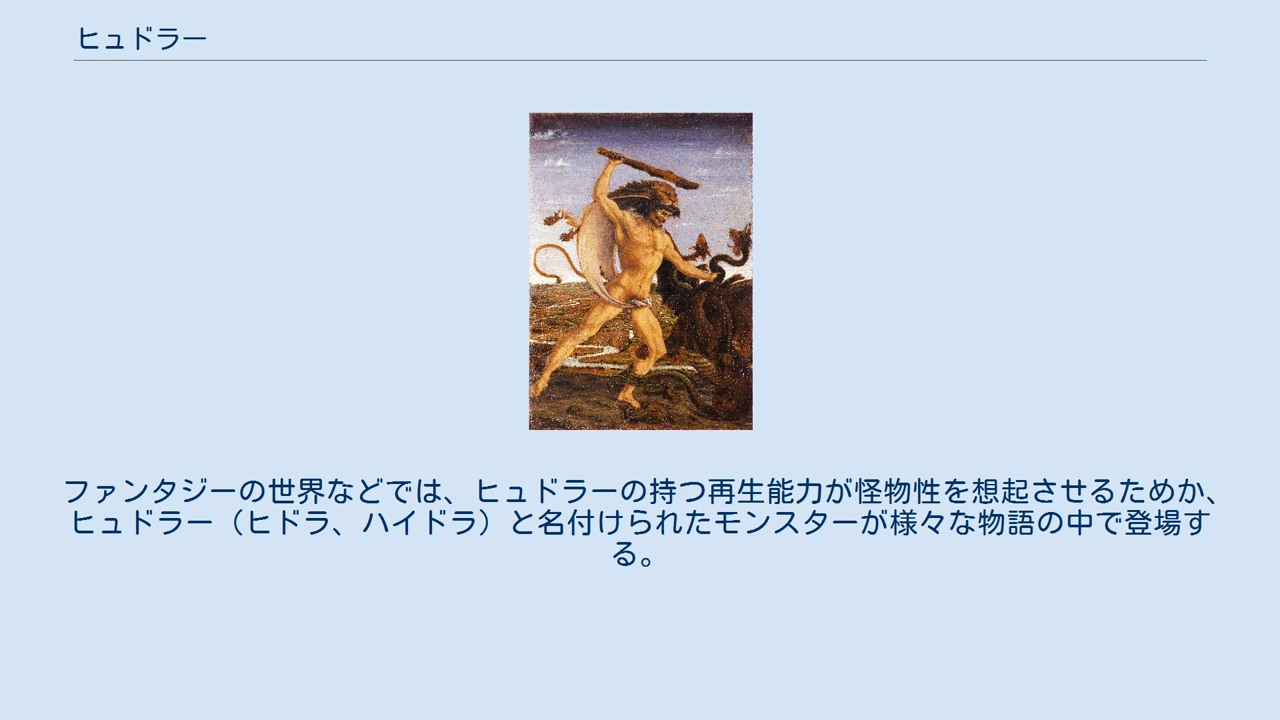 ヒュドラー
ファンタジーの世界などでは、ヒュドラーの持つ再生能力が怪物性を想起させるためか、
ヒュドラー（ヒドラ、ハイドラ）と名付けられたモンスターが様々な物語の中で登場す
る。